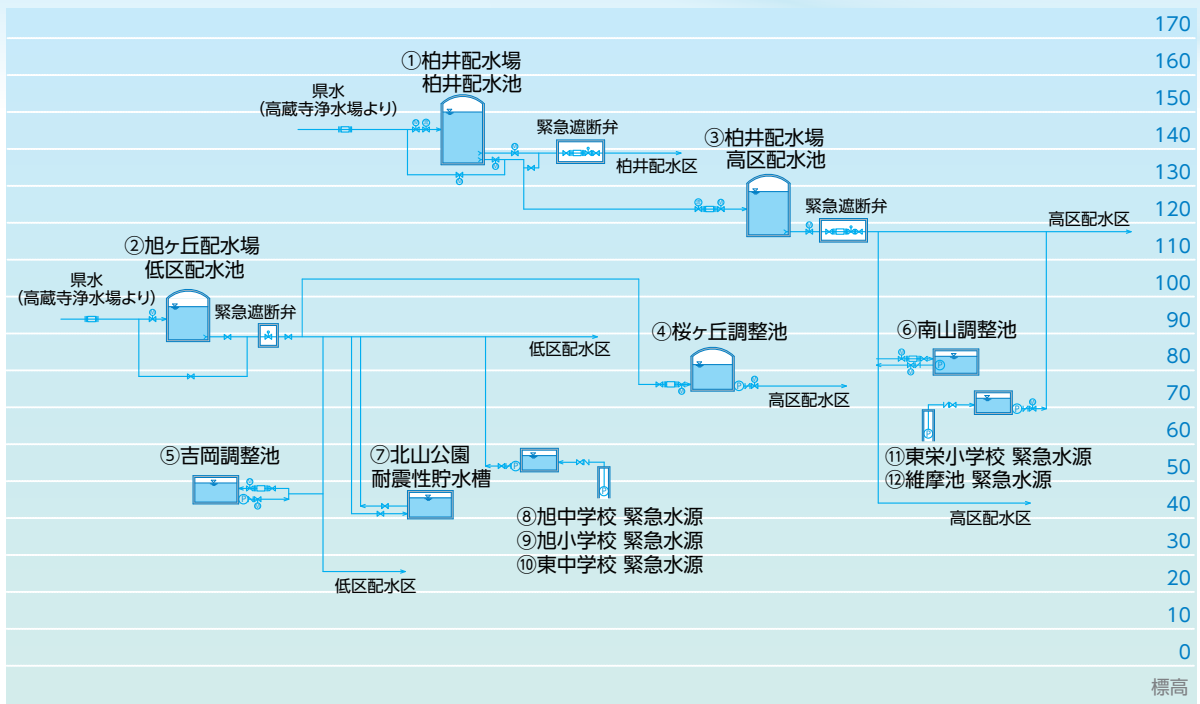 170
160
150
140
130
120
110
100
90
80
70
60
50
40
30
20
10
0
標高
①柏井配水場
柏井配水池
県水
(高蔵寺浄水場より)
緊急遮断弁
柏井配水区
③柏井配水場
高区配水池
緊急遮断弁
高区配水区
②旭ヶ丘配水場
低区配水池
県水
(高蔵寺浄水場より)
緊急遮断弁
低区配水区
④桜ヶ丘調整池
P
高区配水区
⑥南山調整池
P
P
P
⑪東栄小学校 緊急水源
⑫維摩池 緊急水源
高区配水区
⑤吉岡調整池
P
⑦北山公園
耐震性貯水槽
P
P
⑧旭中学校 緊急水源
⑨旭小学校 緊急水源
⑩東中学校 緊急水源
低区配水区